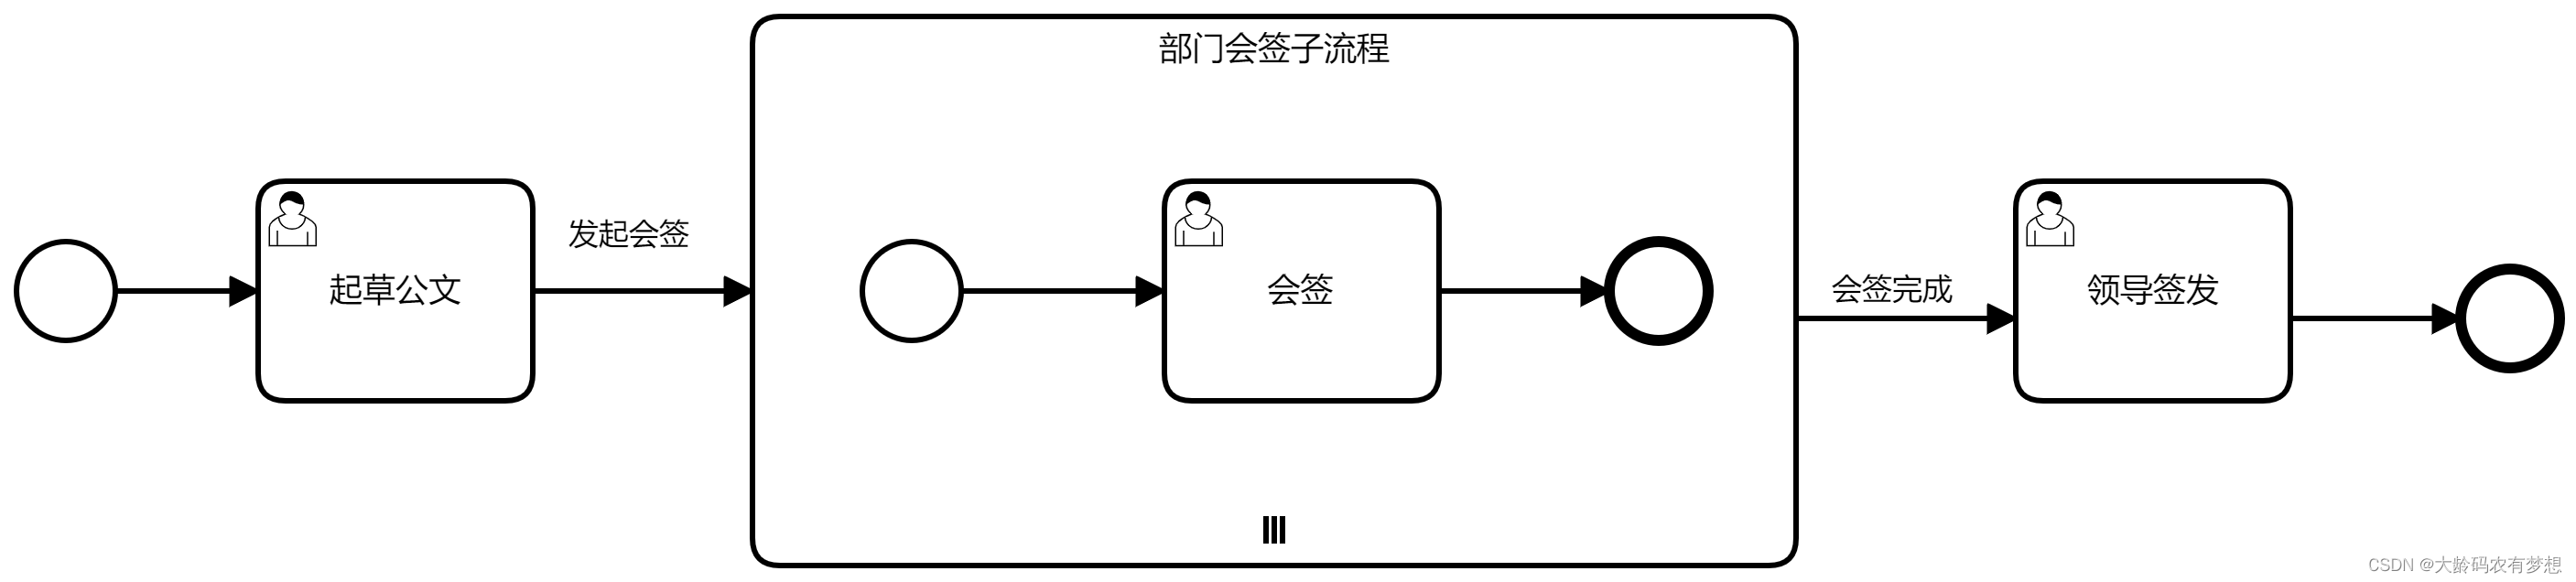 部门会签子流程
起草公文
发起会签
会签
会签完成
领导签发
CSDN @大龄码农有梦想